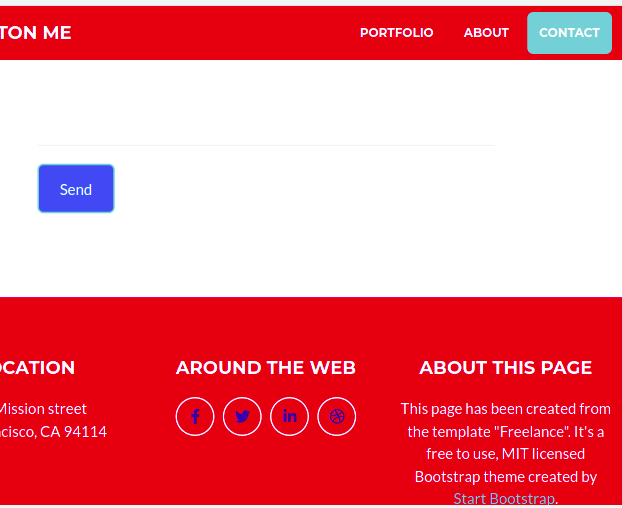 TON ME
PORTFOLIO
ABOUT
CONTACT
Send
OCATION
Mission street
cisco, CA 94114
AROUND THE WEB
ABOUT THIS PAGE
This page has been created from
the template "Freelance". It's a
free to use, MIT licensed
Bootstrap theme created by
Start Bootstrap.